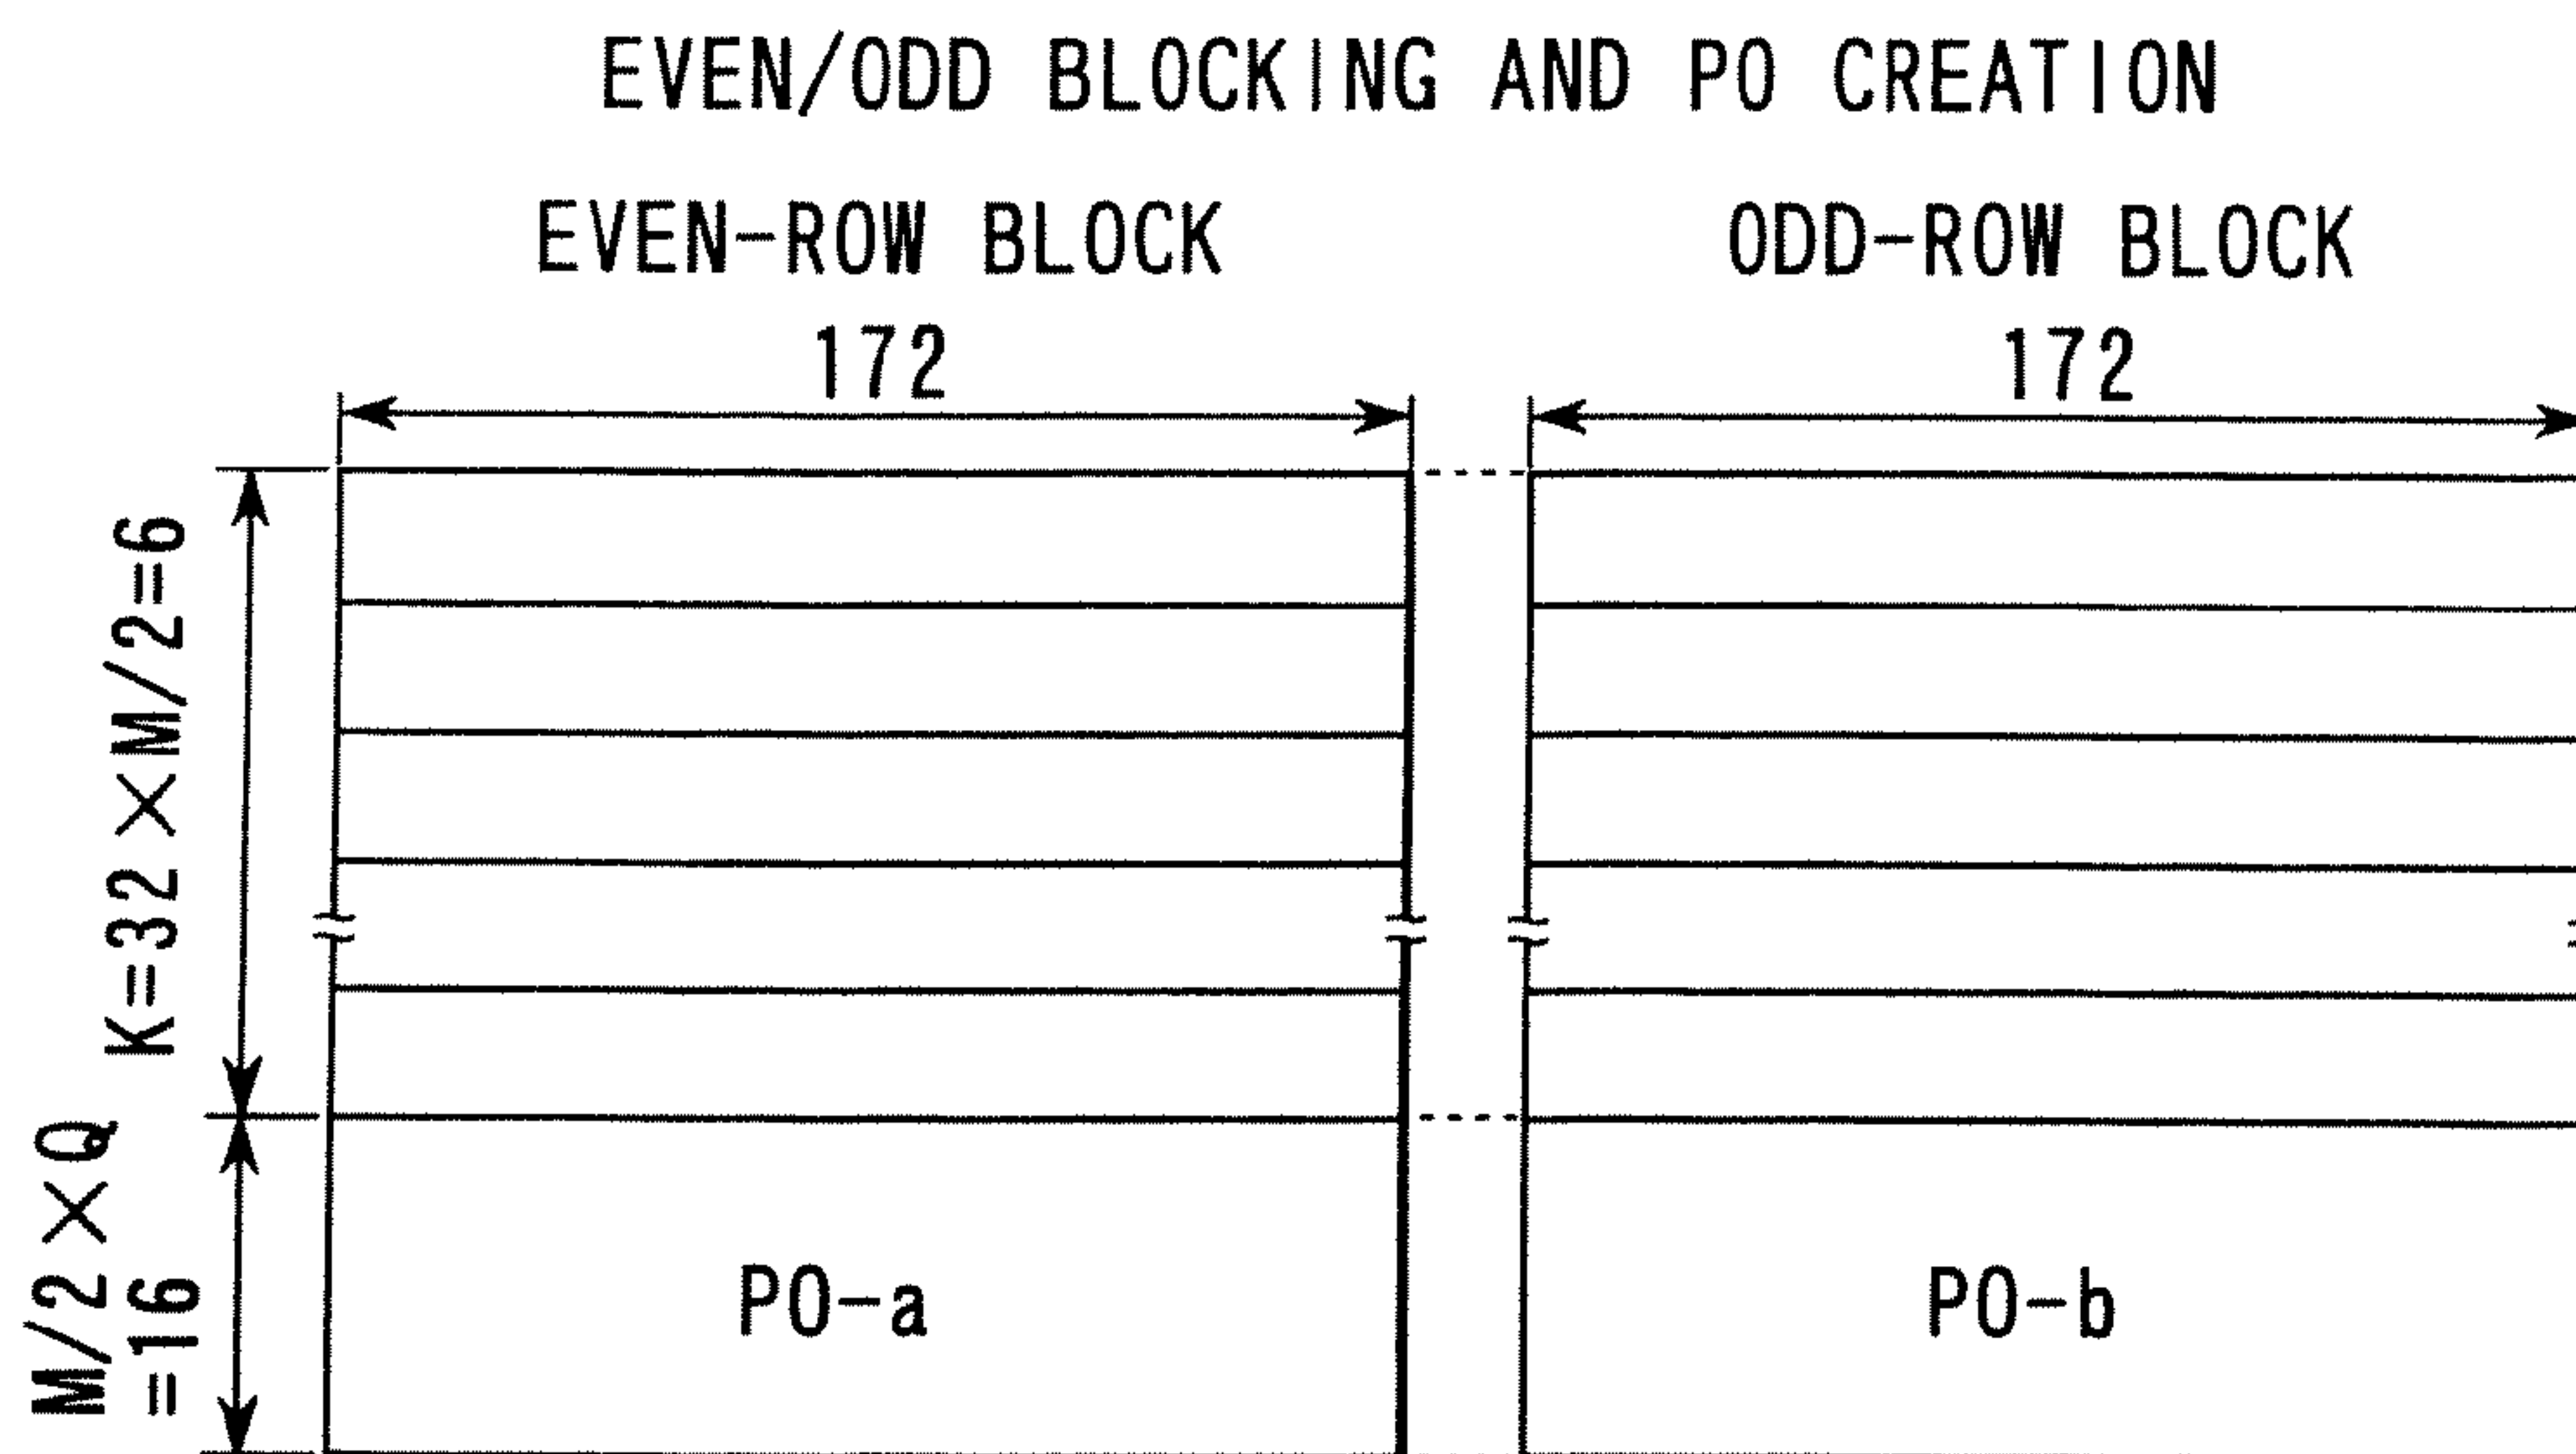 EVEN/ODD BLOCKING AND PO CREATION
EVEN-ROW BLOCK
ODD-ROW BLOCK
172
172
K=32×M/2=6
M/2×Q
=16
PO-a
PO-b